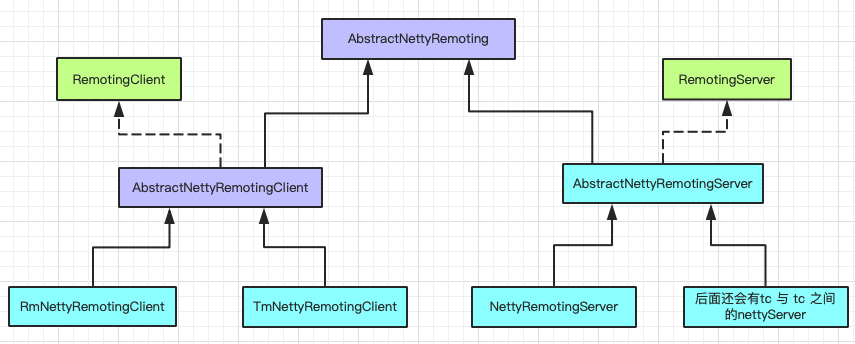 AbstractNettyRemoting
RemotingClient
RemotingServer
AbstractNettyRemotingClient
AbstractNettyRemotingServer
RmNettyRemotingClient
TmNettyRemotingClient
NettyRemotingServer
后面还会有tc 与 tc 之间
的nettyServer